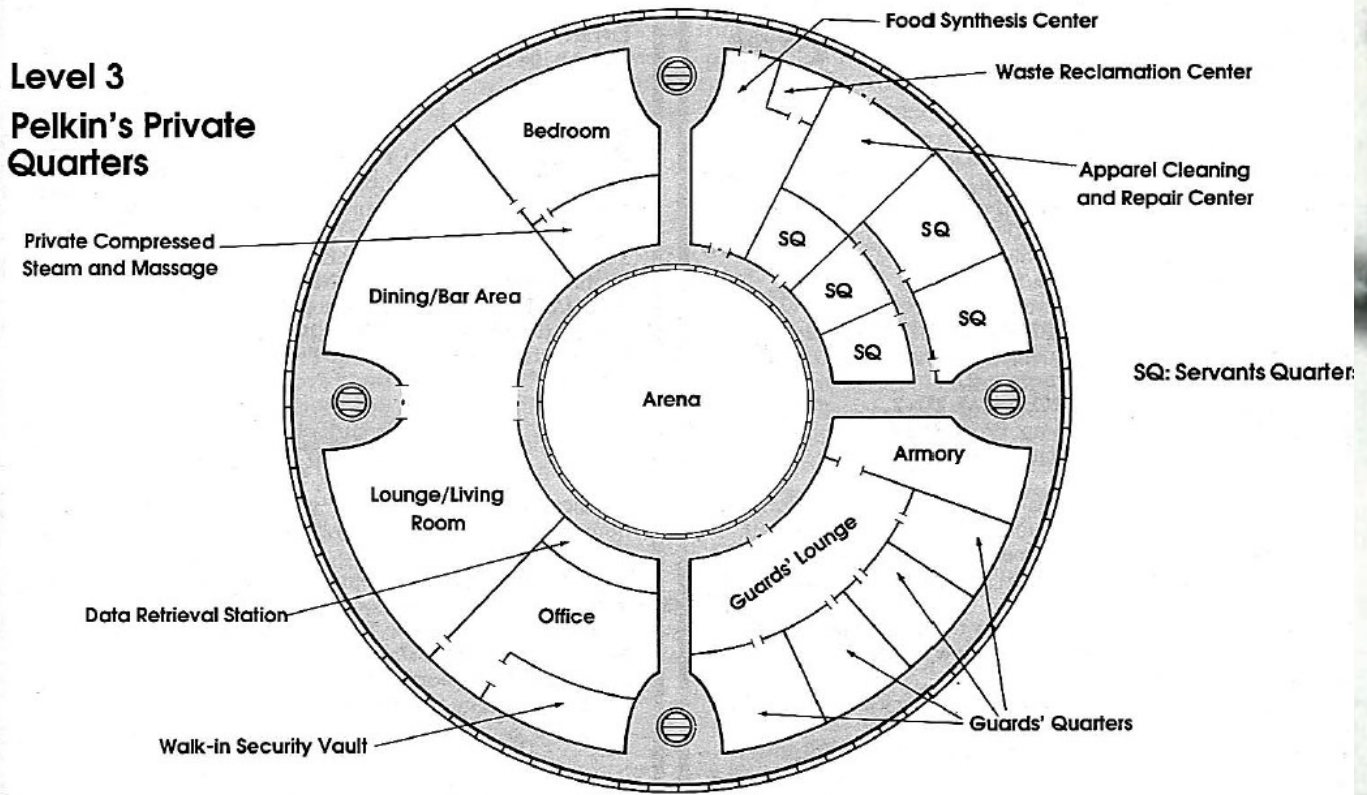 Level 3
Pelkin's Private
Quarters
Food Synthesis Center
Waste Reclamation Center
Bedroom
Apparel Cleaning
and Repair Center
Private Compressed
Steam and Massage
SQ
SQ
Dining/Bar Area
SQ
SQ
SQ
SQ: Servants Quarters
Arena
Armory
Lounge/Living
Room
Guards' Lounge
Data Retrieval Station
Office
Guards' Quarters
Walk-in Security Vault